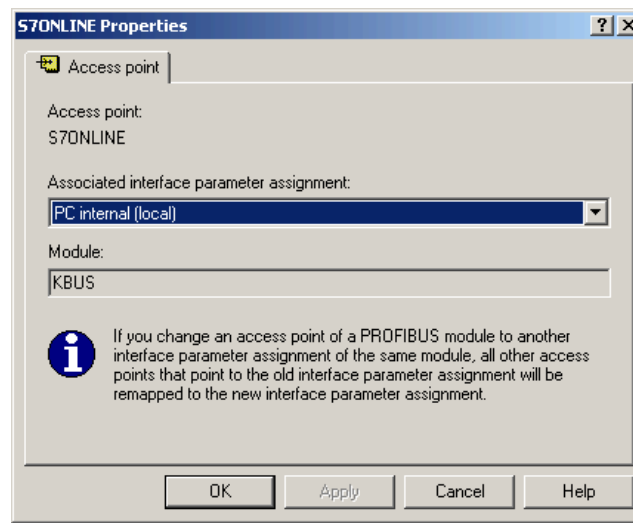 S7ONLINE Properties
Access point
Access point:
S7ONLINE
Associated interface parameter assignment:
PC internal (local)
Module:
KBUS
If you change an access point of a PROFIBUS module to another
interface parameter assignment of the same module, all other access
points that point to the old interface parameter assignment will be
remapped to the new interface parameter assignment.
OK Apply Cancel Help